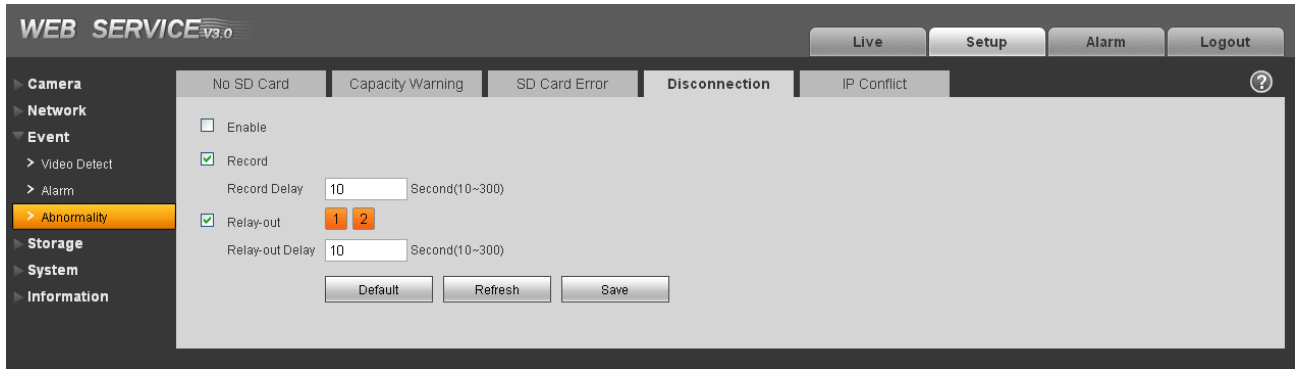 WEB SERVICE V3.0
Live Setup Alarm Logout
Camera
Network
Event
> Video Detect
> Alarm
> Abnormality
Storage
System
Information
No SD Card Capacity Warning SD Card Error Disconnection IP Conflict ?
Enable
Record
Record Delay 10 Second(10~300)
Relay-out 1 2
Relay-out Delay 10 Second(10~300)
Default Refresh Save